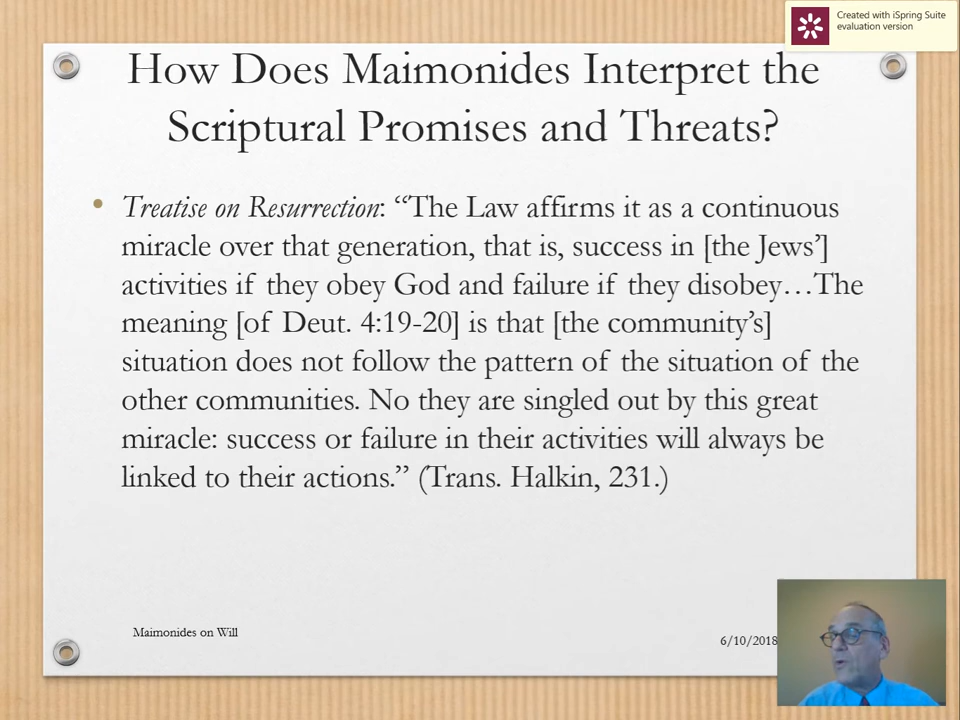 Created with iSpring Suite
evaluation version
How Does Maimonides Interpret the
Scriptural Promises and Threats?
• Treatise on Resurrection: “The Law affirms it as a continuous
miracle over that generation, that is, success in [the Jews’]
activities if they obey God and failure if they disobey…The
meaning [of Deut. 4:19-20] is that [the community’s]
situation does not follow the pattern of the situation of the
other communities. No they are singled out by this great
miracle: success or failure in their activities will always be
linked to their actions.” (Trans. Halkin, 231.)
Maimonides on Will
6/10/2018